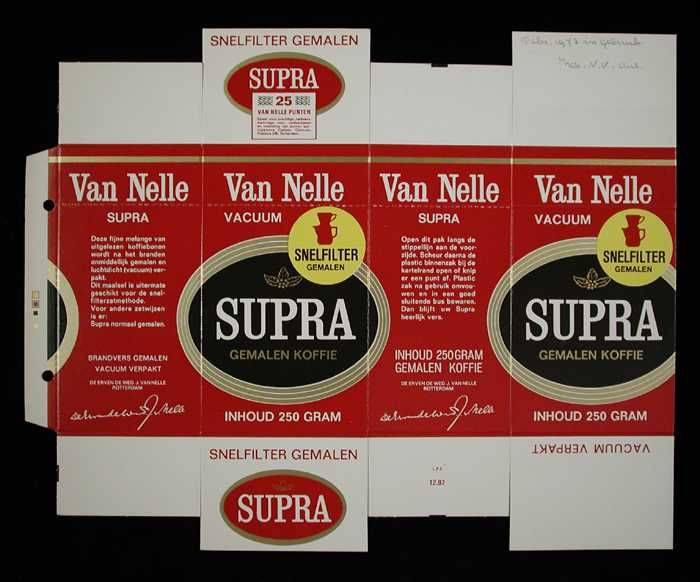 SNELFILTER GEMALEN
SUPRA
25
VAN NELLE PUNTEN
Van Nelle
SUPRA
Deze fijne melange van
uitgelezen koffiebonen
wordt na het branden
onmiddellijk gemalen en
luchtdicht (vacuum) ver-
pakt.
Dit maalsel is uitermate
geschikt voor de snel-
filterzetmethode.
Voor andere zetwijzen
is er:
Supra normaal gemalen.
BRANDVERS GEMALEN
VACUUM VERPAKT
DE ERVEN DE WED. J. VAN NELLE
ROTTERDAM
Van Nelle
VACUUM
SNELFILTER
GEMALEN
SUPRA
GEMALEN KOFFIE
INHOUD 250 GRAM
Van Nelle
SUPRA
Open dit pak langs de
stippellijn aan de voor-
zijde. Scheur daarna de
plastic binnenzak bij de
kartelrand open of knip
er een punt af. Plastic
zak na gebruik omvou-
wen en in een goed
sluitende bus bewaren.
Dan blijft uw Supra
heerlijk vers.
INHOUD 250 GRAM
GEMALEN KOFFIE
DE ERVEN DE WED. J. VAN NELLE
ROTTERDAM
Van Nelle
VACUUM
SNELFILTER
GEMALEN
SUPRA
GEMALEN KOFFIE
INHOUD 250 GRAM
SNELFILTER GEMALEN
SUPRA
12.97
VACUUM VERPAKT